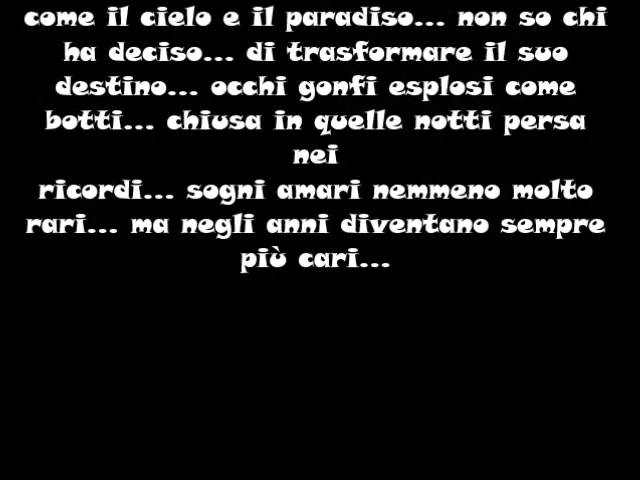 come il cielo e il paradiso... non so chi
ha deciso... di trasformare il suo
destino... occhi gonfi esplosi come
botti... chiusa in quelle notti persa
nei
ricordi... sogni amari nemmeno molto
rari... ma negli anni diventano sempre
più cari...